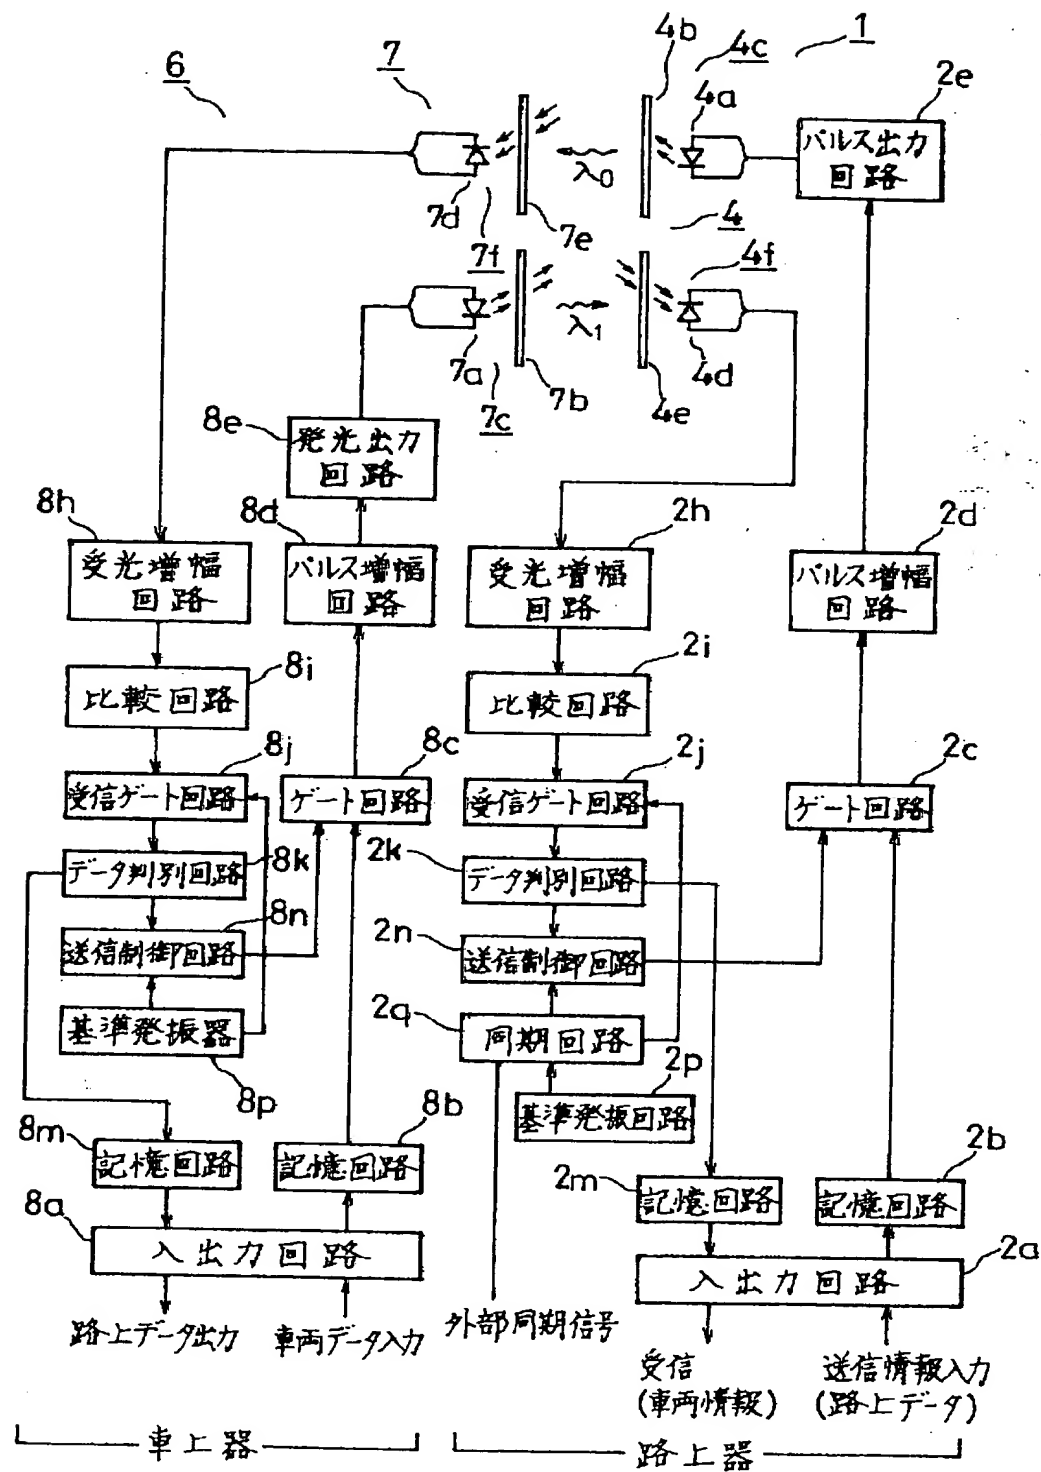 1
4b
4c
7
6
2e
4a
パルス出力
回路
λ0
7d
7e
4
7f
4f
λ1
7a
7b
4e
4d
7c
8e
発光出力
回路
8h
8d
2h
2d
受光増幅
回路
パルス増幅
回路
受光増幅
回路
パルス増幅
回路
8i
2i
比較回路
比較回路
8j
8c
2j
2c
受信ゲート回路
ゲート回路
受信ゲート回路
ゲート回路
8k
2k
データ判別回路
データ判別回路
8n
2n
送信制御回路
送信制御回路
2q
基準発振器
同期回路
8p
2p
8b
基準発振回路
8m
2b
記憶回路
記憶回路
2m
記憶回路
記憶回路
8a
2a
入出力回路
入出力回路
路上データ出力
車両データ入力
外部同期信号
受信
(車両情報)
送信情報入力
(路上データ)
車上器
路上器